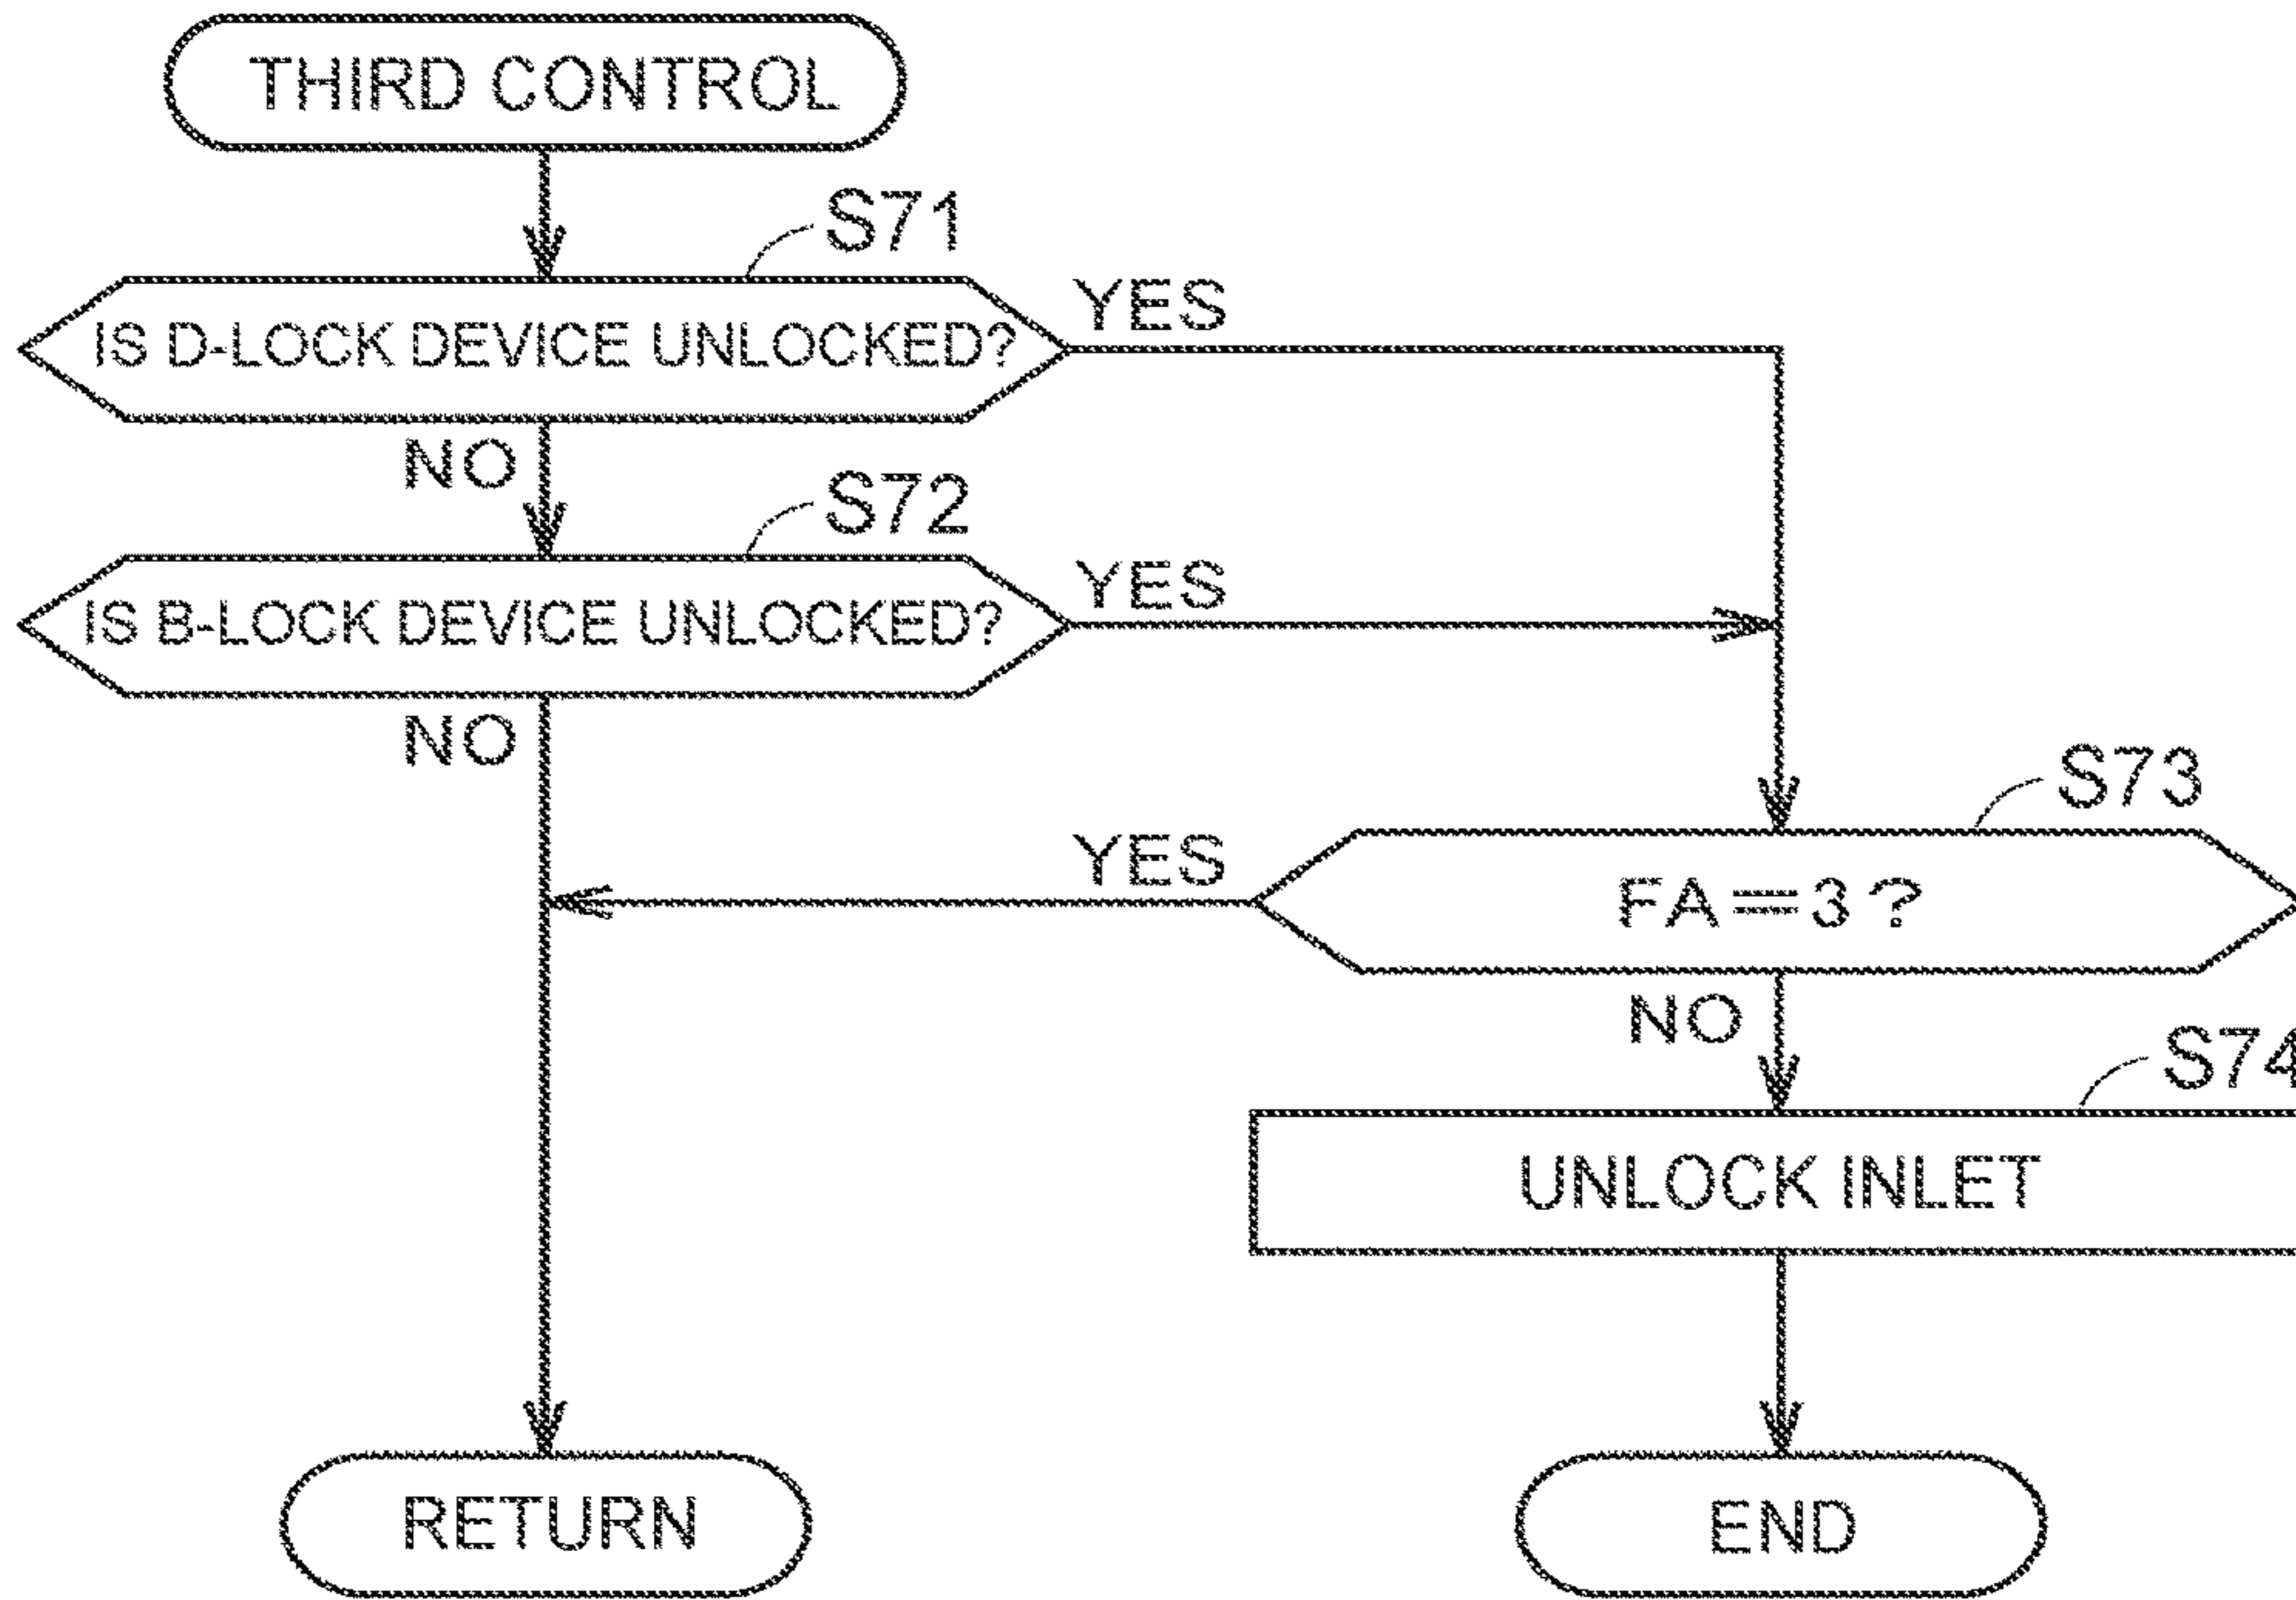 THIRD CONTROL
S71
IS D-LOCK DEVICE UNLOCKED?
YES
NO
S72
IS B-LOCK DEVICE UNLOCKED?
YES
NO
S73
YES
FA=3?
NO
S74
UNLOCK INLET
RETURN
END